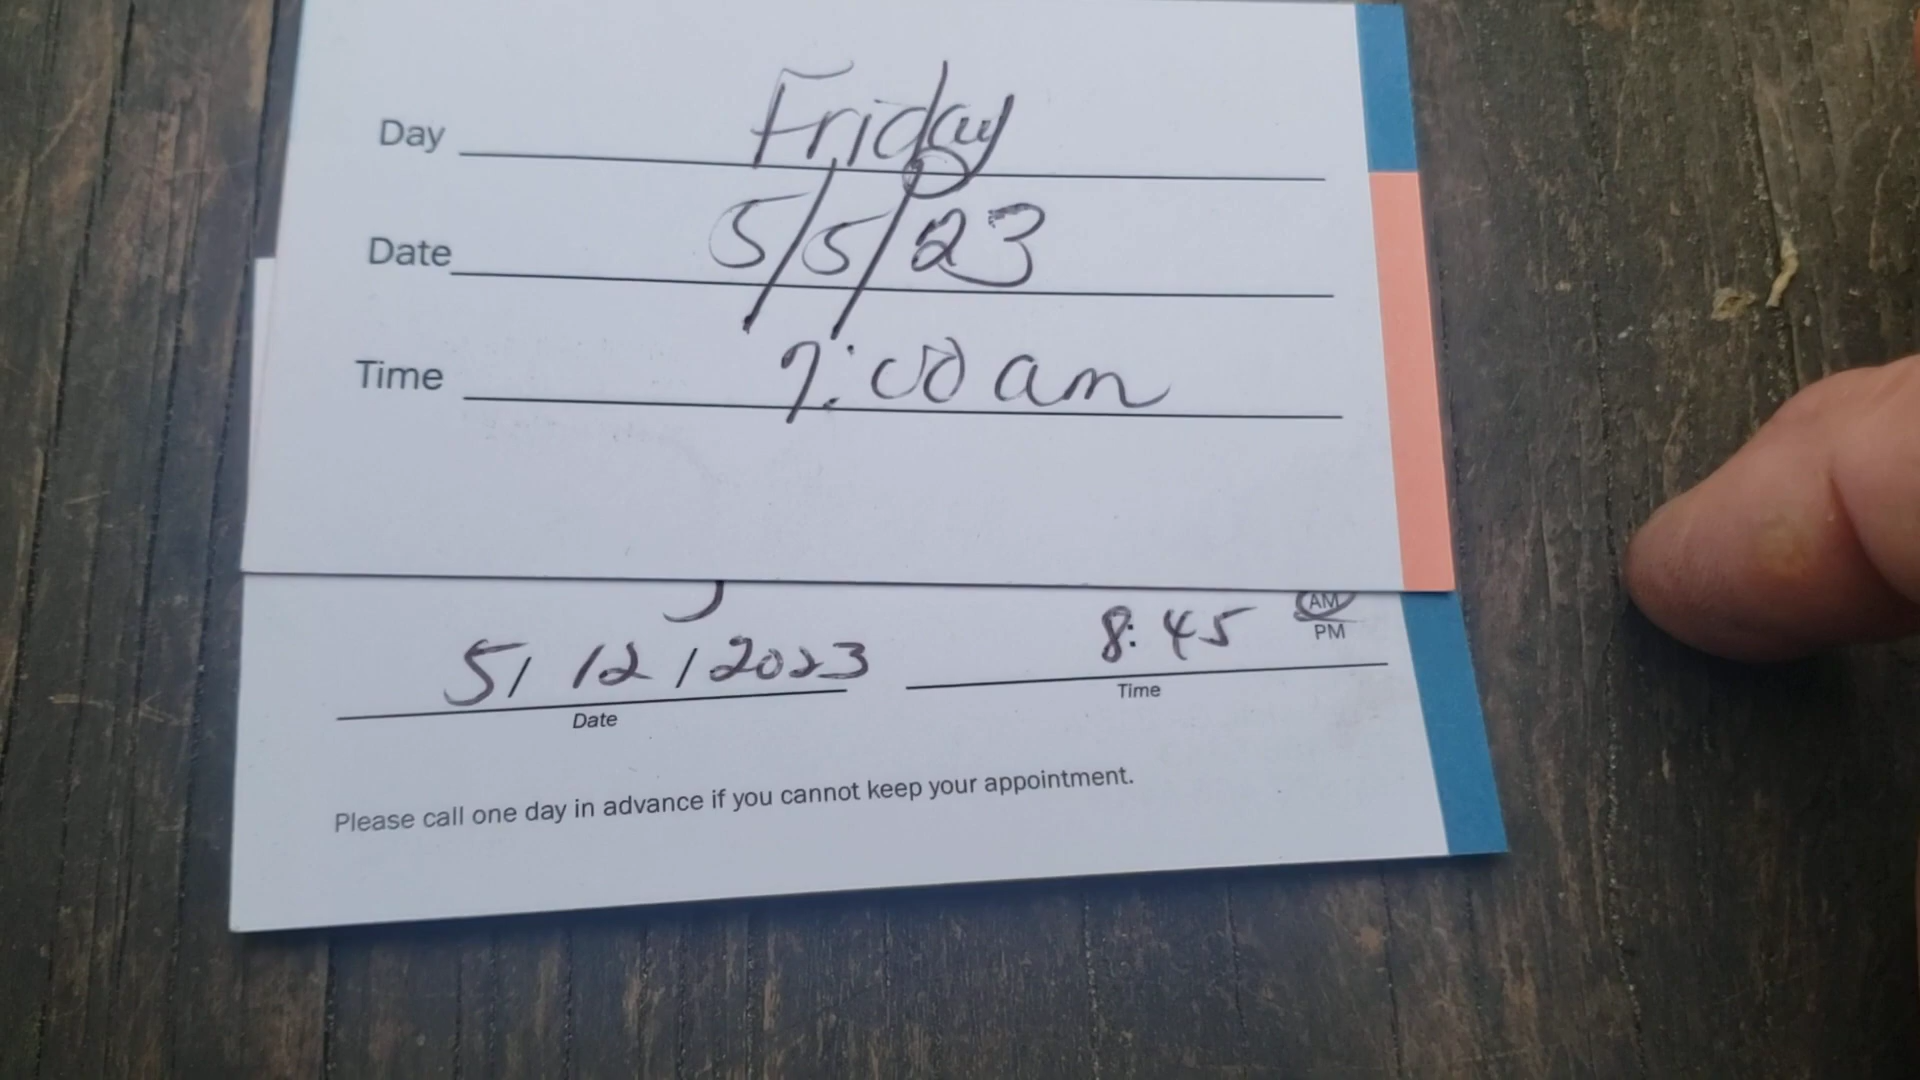 Day Friday
Date 5/5/23
Time 9:00 am
5/12/2023 8:45 AM
PM
Date Time
Please call one day in advance if you cannot keep your appointment.